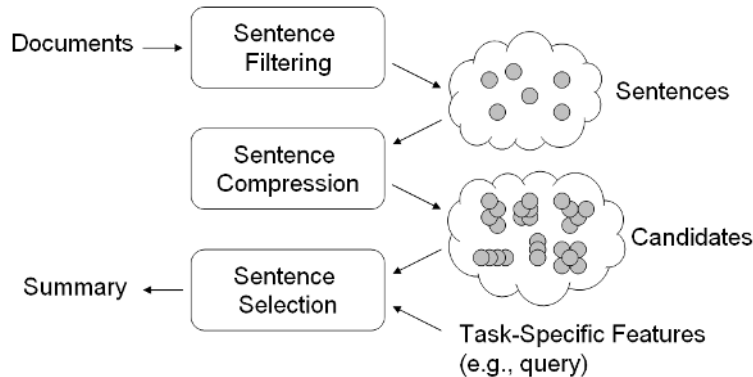 Documents
Sentence
Filtering
Sentences
Sentence
Compression
Candidates
Sentence
Selection
Summary
Task-Specific Features
(e.g., query)